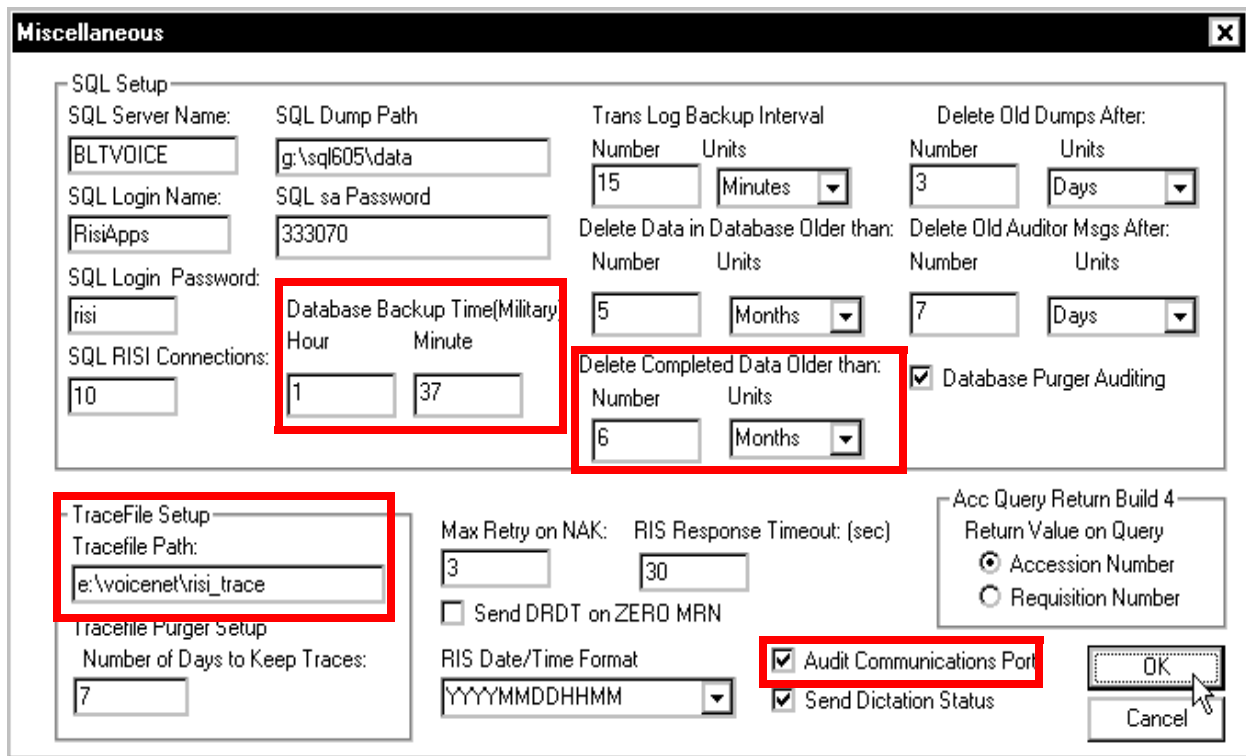 Miscellaneous
SQL Setup
SQL Server Name:
BLTVOICE
SQL Login Name:
RisiApps
SQL Login Password:
risi
SQL RISI Connections:
10
SQL Dump Path
g:\sql605\data
SQL sa Password
333070
Database Backup Time(Military)
Hour Minute
1 37
Trans Log Backup Interval
Number Units
15 Minutes
Delete Data in Database Older than:
Number Units
5 Months
Delete Completed Data Older than:
Number Units
6 Months
Delete Old Dumps After:
Number Units
3 Days
Delete Old Auditor Msgs After:
Number Units
7 Days
Database Purger Auditing
TraceFile Setup
Tracefile Path:
e:\voicenet\risi_trace
Tracefile Purger Setup
Number of Days to Keep Traces:
7
Max Retry on NAK:
3
RIS Response Timeout: (sec)
30
Send DRDT on ZERO MRN
RIS Date/Time Format
YYYYMMDDHHMM
Audit Communications Port
Send Dictation Status
Acc Query Return Build 4
Return Value on Query
Accession Number
Requisition Number
OK
Cancel